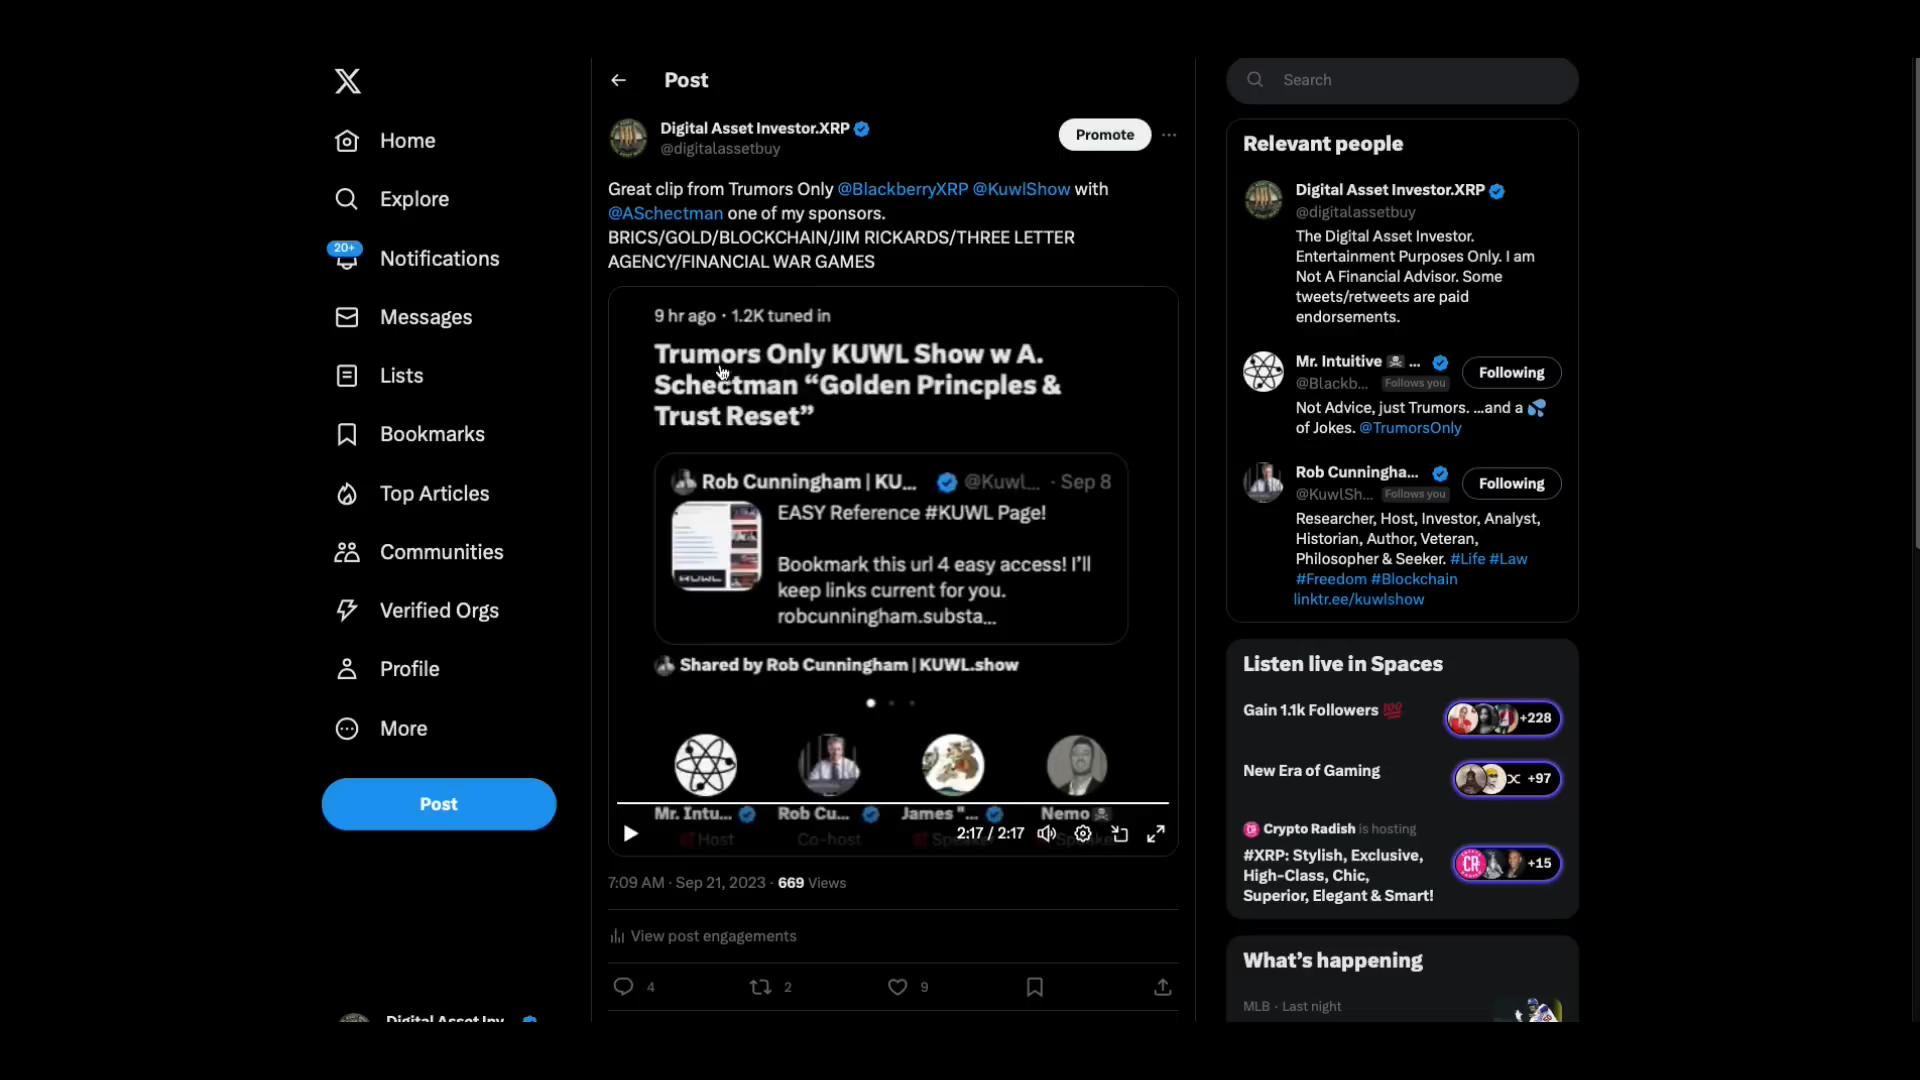 Home
Explore
20+
Notifications
Messages
Lists
Bookmarks
Top Articles
Communities
Verified Orgs
Profile
More
Post
Digital Asset Inv
Post
Digital Asset Investor.XRP
@digitalassetbuy
Promote
Great clip from Trumors Only @BlackberryXRP @KuwlShow with
@ASchectman one of my sponsors.
BRICS/GOLD/BLOCKCHAIN/JIM RICKARDS/THREE LETTER
AGENCY/FINANCIAL WAR GAMES
9 hr ago · 1.2K tuned in
Trumors Only KUWL Show w A.
Schectman “Golden Princples &
Trust Reset”
Rob Cunningham | KU... @Kuwl... · Sep 8
EASY Reference #KUWL Page!
Bookmark this url 4 easy access! I’ll
keep links current for you.
robcunningham.substa...
KUWL
Shared by Rob Cunningham | KUWL.show
Mr. Intu... Rob Cu... James "... Nemo
Host Co-host Speaker Speaker
2:17 / 2:17
7:09 AM · Sep 21, 2023 · 669 Views
View post engagements
4 2 9
Search
Relevant people
Digital Asset Investor.XRP
@digitalassetbuy
The Digital Asset Investor.
Entertainment Purposes Only. I am
Not A Financial Advisor. Some
tweets/retweets are paid
endorsements.
Mr. Intuitive ...
@Blackb... Follows you
Following
Not Advice, just Trumors. ...and a
of Jokes. @TrumorsOnly
Rob Cunningha...
@KuwlSh... Follows you
Following
Researcher, Host, Investor, Analyst,
Historian, Author, Veteran,
Philosopher & Seeker. #Life #Law
#Freedom #Blockchain
linktr.ee/kuwlshow
Listen live in Spaces
Gain 1.1k Followers 💯
+228
New Era of Gaming
+97
Crypto Radish is hosting
#XRP: Stylish, Exclusive,
High-Class, Chic,
Superior, Elegant & Smart!
CR
+15
What’s happening
MLB · Last night